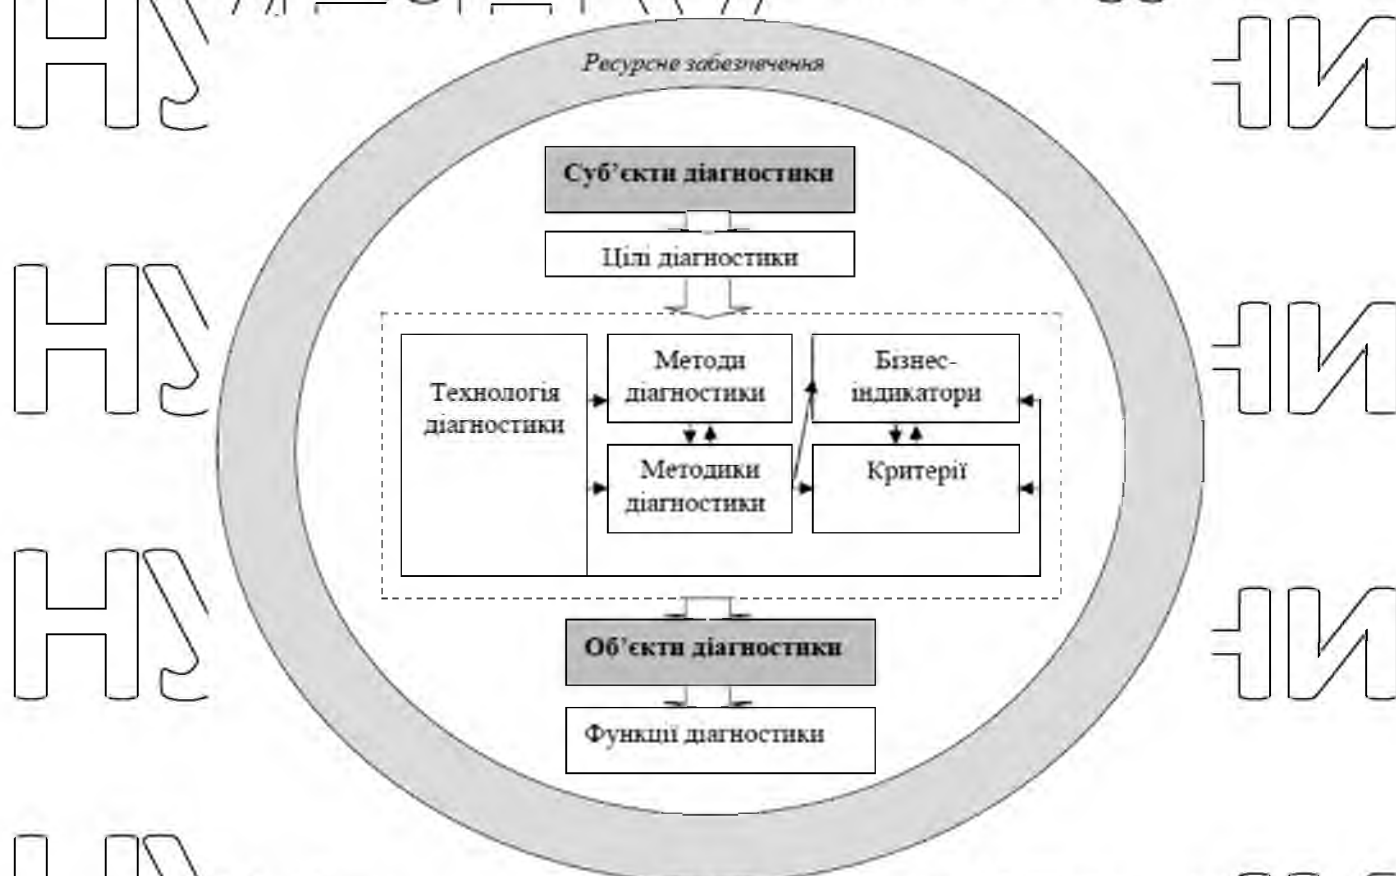 Ресурсне забезпечення
Суб’єкти діагностики
Цілі діагностики
Технологія
діагностики
Методи
діагностики
Бізнес-
індикатори
Методики
діагностики
Критерії
Об’єкти діагностики
Функції діагностики